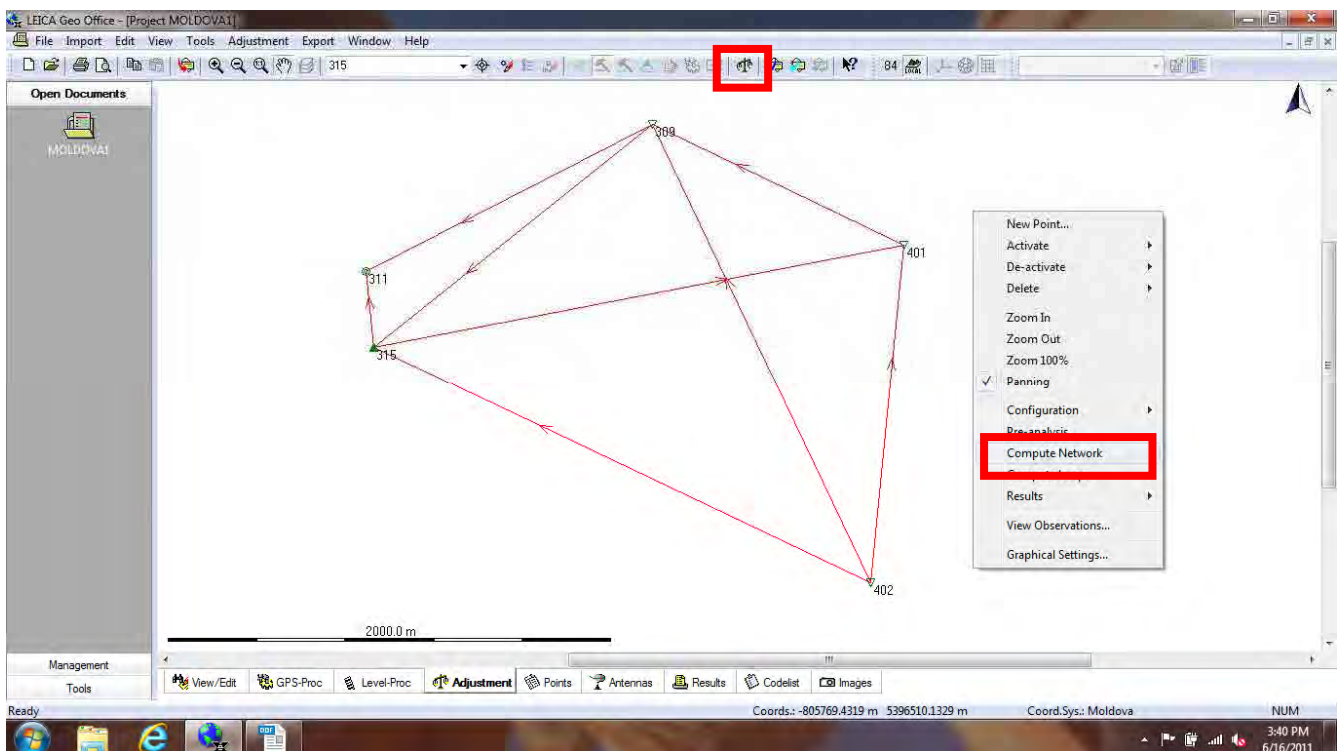 LEICA Geo Office - [Project MOLDOVA1]
File Import Edit View Tools Adjustment Export Window Help
315
84
Open Documents
MOLDOVA1
309
401
311
315
402
2000.0 m
New Point...
Activate
De-activate
Delete
Zoom In
Zoom Out
Zoom 100%
Panning
Configuration
Pre-analysis
Compute Network
Results
View Observations...
Graphical Settings...
Management
Tools
View/Edit GPS-Proc Level-Proc Adjustment Points Antennas Results Codelist Images
Ready
Coords.: -805769.4319 m 5396510.1329 m Coord.Sys.: Moldova NUM
PDF
3:40 PM
6/16/2011